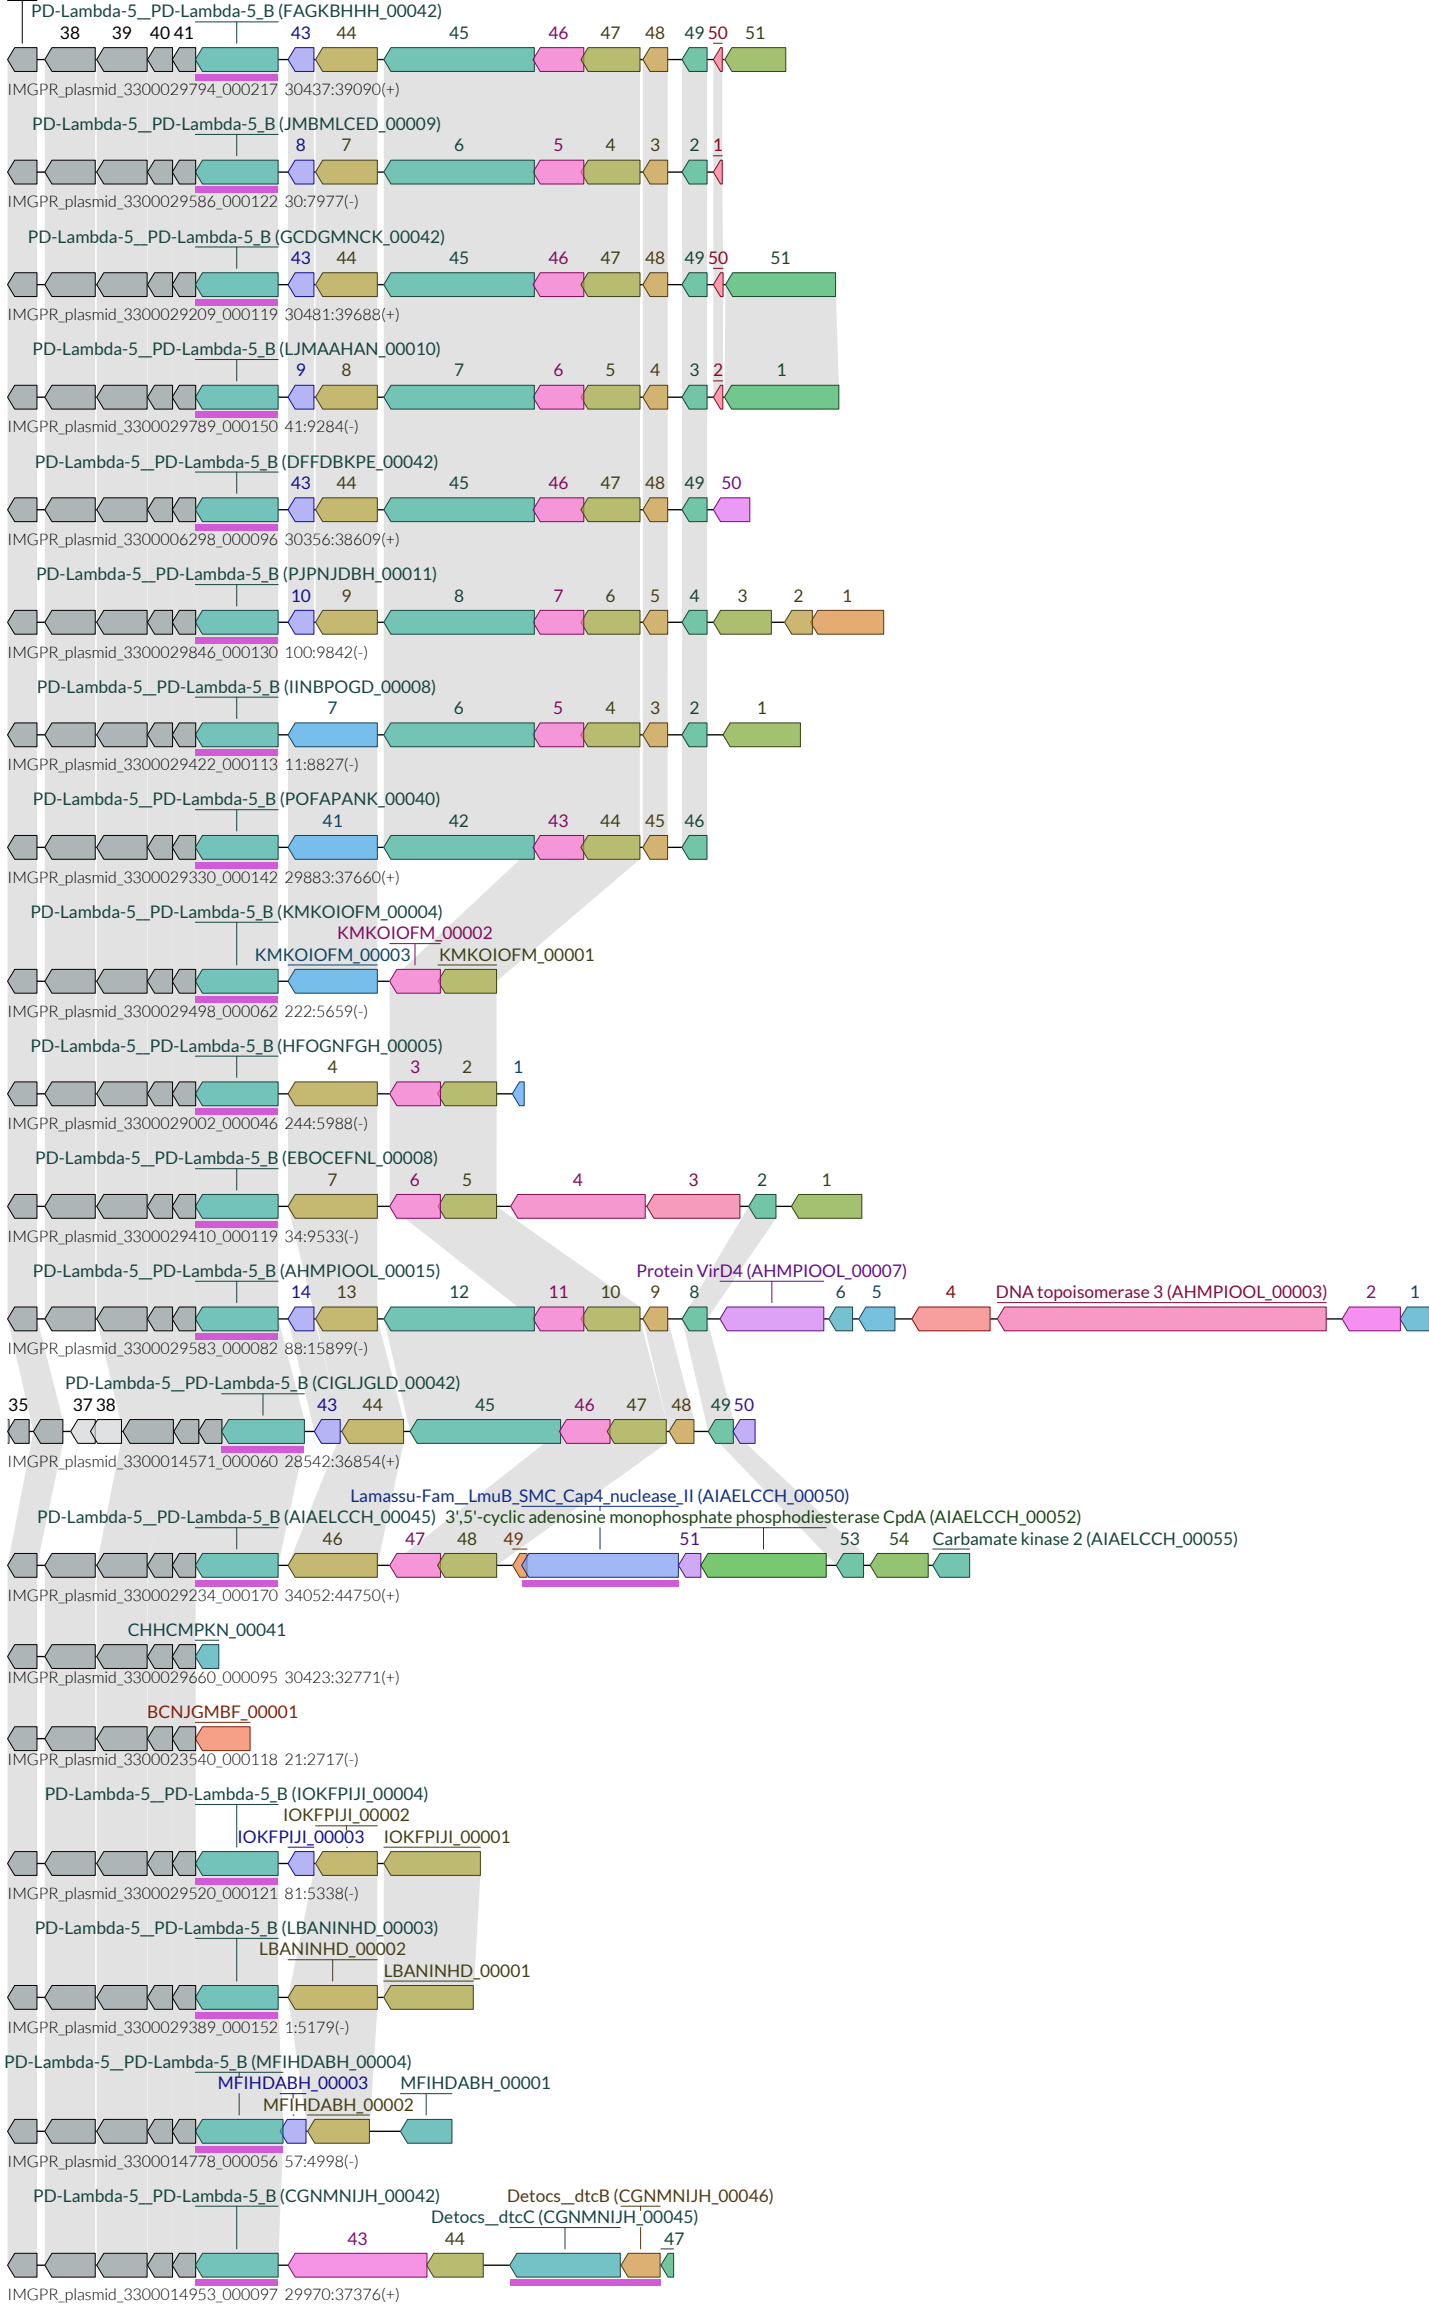 PD-Lambda-5__PD-Lambda-5_B (FAGKBHHH_00042)
38 39 40 41 43 44 45 46 47 48 49 50 51
IMGPR_plasmid_3300029794_000217 30437:39090(+)
PD-Lambda-5__PD-Lambda-5_B (JMBMLCED_00009)
8 7 6 5 4 3 2 1
IMGPR_plasmid_3300029586_000122 30:7977(-)
PD-Lambda-5__PD-Lambda-5_B (GCDGMNCK_00042)
43 44 45 46 47 48 49 50 51
IMGPR_plasmid_3300029209_000119 30481:39688(+)
PD-Lambda-5__PD-Lambda-5_B (LJMAAHAN_00010)
9 8 7 6 5 4 3 2 1
IMGPR_plasmid_3300029789_000150 41:9284(-)
PD-Lambda-5__PD-Lambda-5_B (DFFDBKPE_00042)
43 44 45 46 47 48 49 50
IMGPR_plasmid_3300006298_000096 30356:38609(+)
PD-Lambda-5__PD-Lambda-5_B (PJPNJDBH_00011)
10 9 8 7 6 5 4 3 2 1
IMGPR_plasmid_3300029846_000130 100:9842(-)
PD-Lambda-5__PD-Lambda-5_B (IINBPOGD_00008)
7 6 5 4 3 2 1
IMGPR_plasmid_3300029422_000113 11:8827(-)
PD-Lambda-5__PD-Lambda-5_B (POFAPANK_00040)
41 42 43 44 45 46
IMGPR_plasmid_3300029330_000142 29883:37660(+)
PD-Lambda-5__PD-Lambda-5_B (KMKOIOFM_00004)
KMKOIOFM_00002
KMKOIOFM_00003 KMKOIOFM_00001
IMGPR_plasmid_3300029498_000062 222:5659(-)
PD-Lambda-5__PD-Lambda-5_B (HFOGNFGH_00005)
4 3 2 1
IMGPR_plasmid_3300029002_000046 244:5988(-)
PD-Lambda-5__PD-Lambda-5_B (EBOCEFNL_00008)
7 6 5 4 3 2 1
IMGPR_plasmid_3300029410_000119 34:9533(-)
PD-Lambda-5__PD-Lambda-5_B (AHMPIOOL_00015) Protein VirD4 (AHMPIOOL_00007)
14 13 12 11 10 9 8 6 5 4 DNA topoisomerase 3 (AHMPIOOL_00003) 2 1
IMGPR_plasmid_3300029583_000082 88:15899(-)
PD-Lambda-5__PD-Lambda-5_B (CIGLJGLD_00042)
35 37 38 43 44 45 46 47 48 49 50
IMGPR_plasmid_3300014571_000060 28542:36854(+)
Lamassu-Fam__LmuB_SMC_Cap4_nuclease_II (AIAELCCH_00050)
PD-Lambda-5__PD-Lambda-5_B (AIAELCCH_00045) 3',5'-cyclic adenosine monophosphate phosphodiesterase CpdA (AIAELCCH_00052)
46 47 48 49 51 53 54 Carbamate kinase 2 (AIAELCCH_00055)
IMGPR_plasmid_3300029234_000170 34052:44750(+)
CHHCMPKN_00041
IMGPR_plasmid_3300029660_000095 30423:32771(+)
BCNJGMBF_00001
IMGPR_plasmid_3300023540_000118 21:2717(-)
PD-Lambda-5__PD-Lambda-5_B (IOKFPIJI_00004)
IOKFPIJI_00002
IOKFPIJI_00003 IOKFPIJI_00001
IMGPR_plasmid_3300029520_000121 81:5338(-)
PD-Lambda-5__PD-Lambda-5_B (LBANINHD_00003)
LBANINHD_00002
LBANINHD_00001
IMGPR_plasmid_3300029389_000152 1:5179(-)
PD-Lambda-5__PD-Lambda-5_B (MFIHDABH_00004)
MFIHDABH_00003 MFIHDABH_00001
MFIHDABH_00002
IMGPR_plasmid_3300014778_000056 57:4998(-)
PD-Lambda-5__PD-Lambda-5_B (CGNMNIJH_00042) Detocs__dtcB (CGNMNIJH_00046)
Detocs__dtcC (CGNMNIJH_00045)
43 44 47
IMGPR_plasmid_3300014953_000097 29970:37376(+)